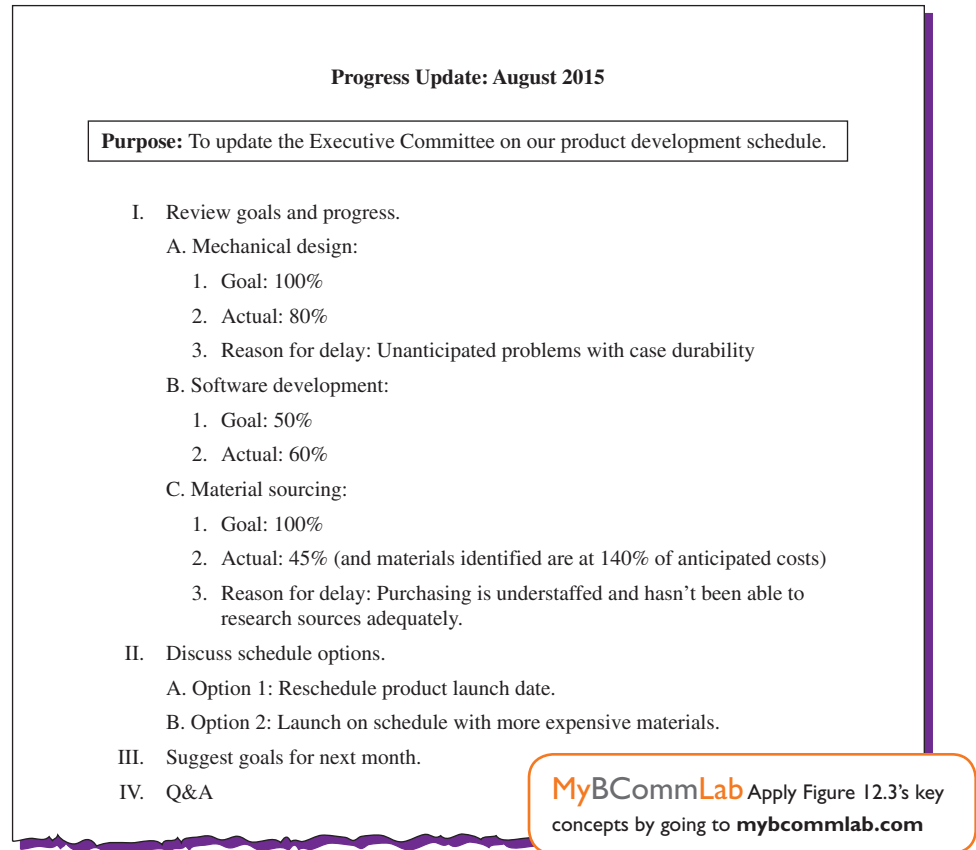 Progress Update: August 2015
Purpose: To update the Executive Committee on our product development schedule.
I. Review goals and progress.
A. Mechanical design:
1. Goal: 100%
2. Actual: 80%
3. Reason for delay: Unanticipated problems with case durability
B. Software development:
1. Goal: 50%
2. Actual: 60%
C. Material sourcing:
1. Goal: 100%
2. Actual: 45% (and materials identified are at 140% of anticipated costs)
3. Reason for delay: Purchasing is understaffed and hasn’t been able to
research sources adequately.
II. Discuss schedule options.
A. Option 1: Reschedule product launch date.
B. Option 2: Launch on schedule with more expensive materials.
III. Suggest goals for next month.
IV. Q&A
MyBCommLab Apply Figure 12.3’s key
concepts by going to mybcommlab.com